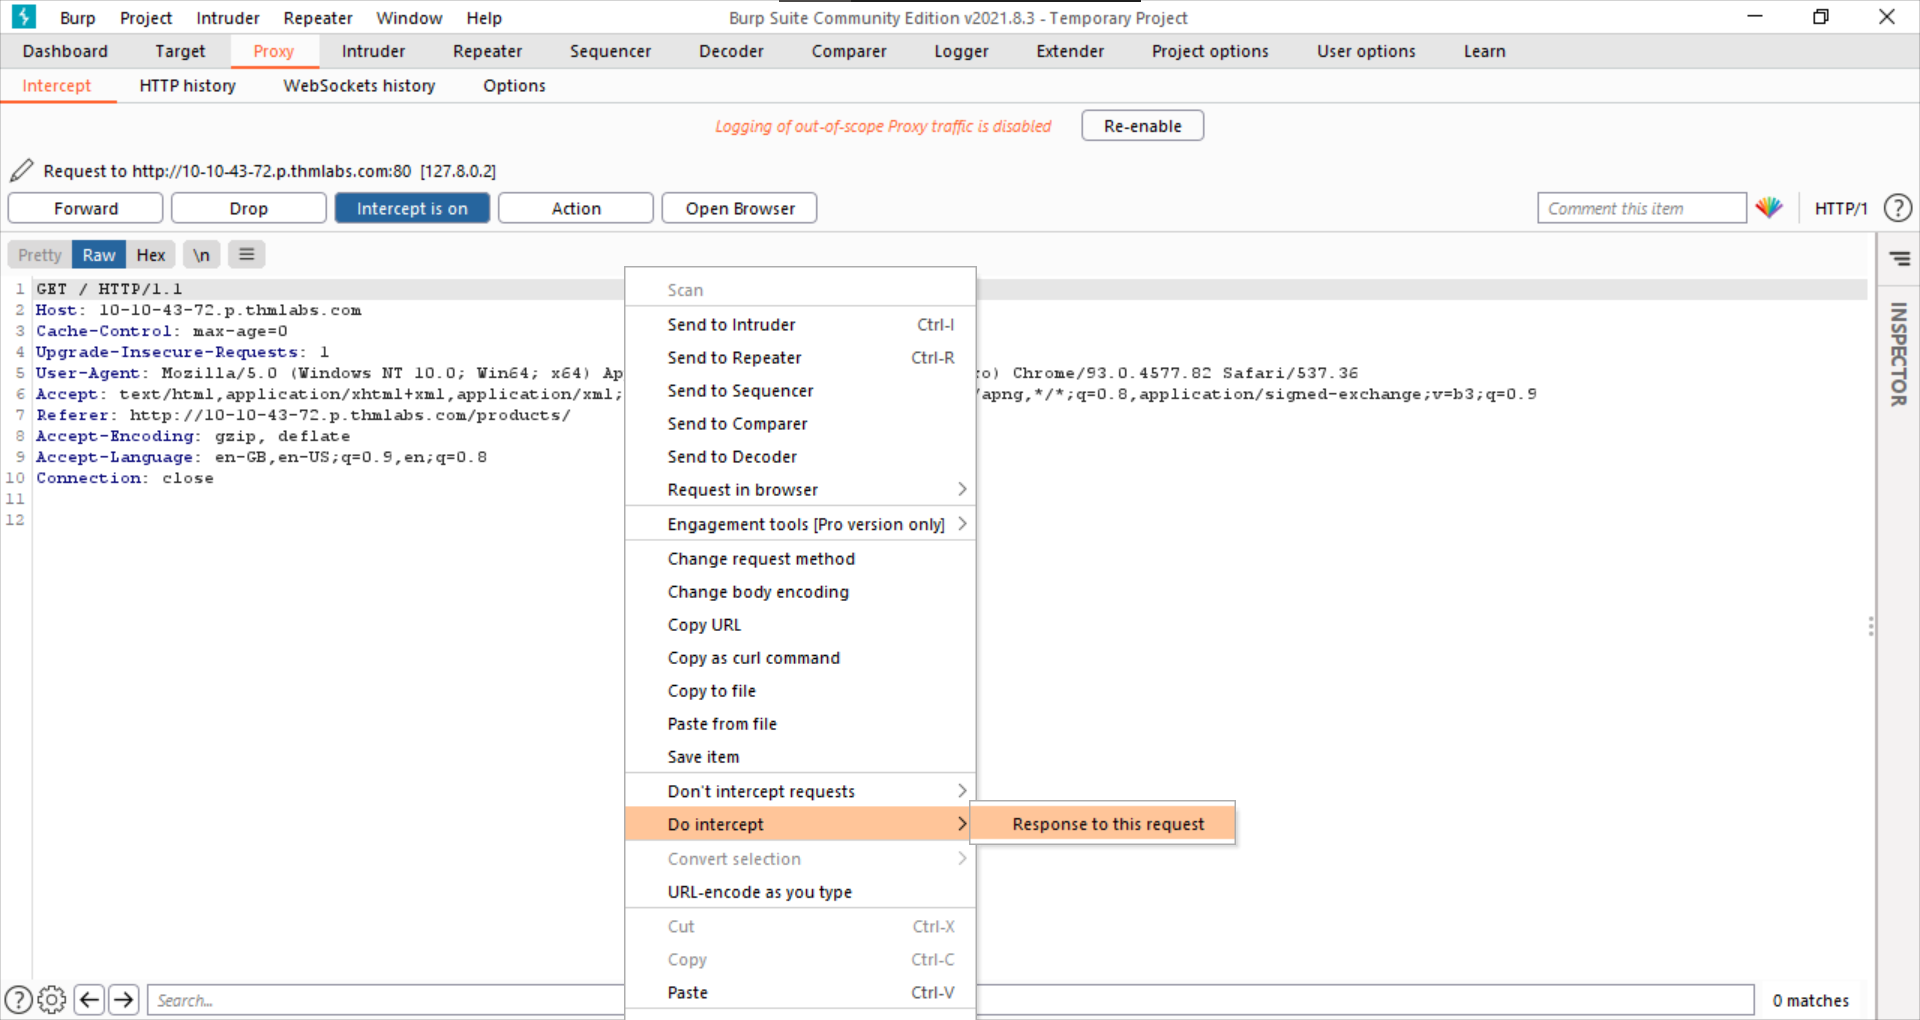 Burp Project Intruder Repeater Window Help Burp Suite Community Edition v2021.8.3 - Temporary Project
Dashboard Target Proxy Intruder Repeater Sequencer Decoder Comparer Logger Extender Project options User options Learn
Intercept HTTP history WebSockets history Options
Logging of out-of-scope Proxy traffic is disabled Re-enable
Request to http://10-10-43-72.p.thmlabs.com:80 [127.8.0.2]
Forward Drop Intercept is on Action Open Browser Comment this item HTTP/1 ?
Pretty Raw Hex \n
1 GET / HTTP/1.1
2 Host: 10-10-43-72.p.thmlabs.com
3 Cache-Control: max-age=0
4 Upgrade-Insecure-Requests: 1
5 User-Agent: Mozilla/5.0 (Windows NT 10.0; Win64; x64) Ap o) Chrome/93.0.4577.82 Safari/537.36
6 Accept: text/html,application/xhtml+xml,application/xml; /apng,*/*;q=0.8,application/signed-exchange;v=b3;q=0.9
7 Referer: http://10-10-43-72.p.thmlabs.com/products/
8 Accept-Encoding: gzip, deflate
9 Accept-Language: en-GB,en-US;q=0.9,en;q=0.8
10 Connection: close
11
12
Scan
Send to Intruder Ctrl-I
Send to Repeater Ctrl-R
Send to Sequencer
Send to Comparer
Send to Decoder
Request in browser
Engagement tools [Pro version only]
Change request method
Change body encoding
Copy URL
Copy as curl command
Copy to file
Paste from file
Save item
Don't intercept requests
Do intercept
Response to this request
Convert selection
URL-encode as you type
Cut Ctrl-X
Copy Ctrl-C
Paste Ctrl-V
INSPECTOR
? Search... 0 matches